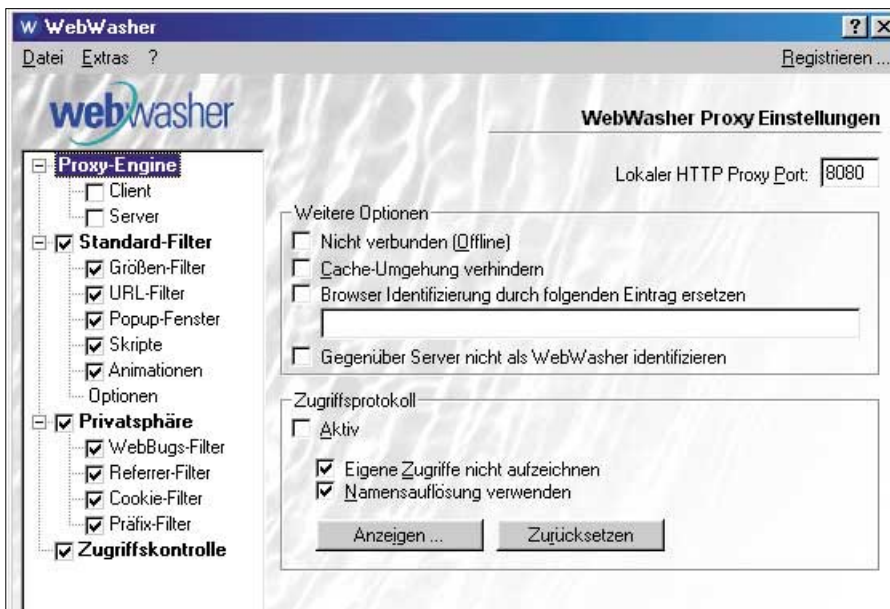 WebWasher
Datei Extras ? Registrieren ...
webwasher
WebWasher Proxy Einstellungen
Proxy-Engine
Client
Server
Standard-Filter
Größen-Filter
URL-Filter
Popup-Fenster
Skripte
Animationen
Optionen
Privatsphäre
WebBugs-Filter
Referrer-Filter
Cookie-Filter
Präfix-Filter
Zugriffskontrolle
Lokaler HTTP Proxy Port: 8080
Weitere Optionen
Nicht verbunden (Offline)
Cache-Umgehung verhindern
Browser Identifizierung durch folgenden Eintrag ersetzen
Gegenüber Server nicht als WebWasher identifizieren
Zugriffsprotokoll
Aktiv
Eigene Zugriffe nicht aufzeichnen
Namensauflösung verwenden
Anzeigen ... Zurücksetzen